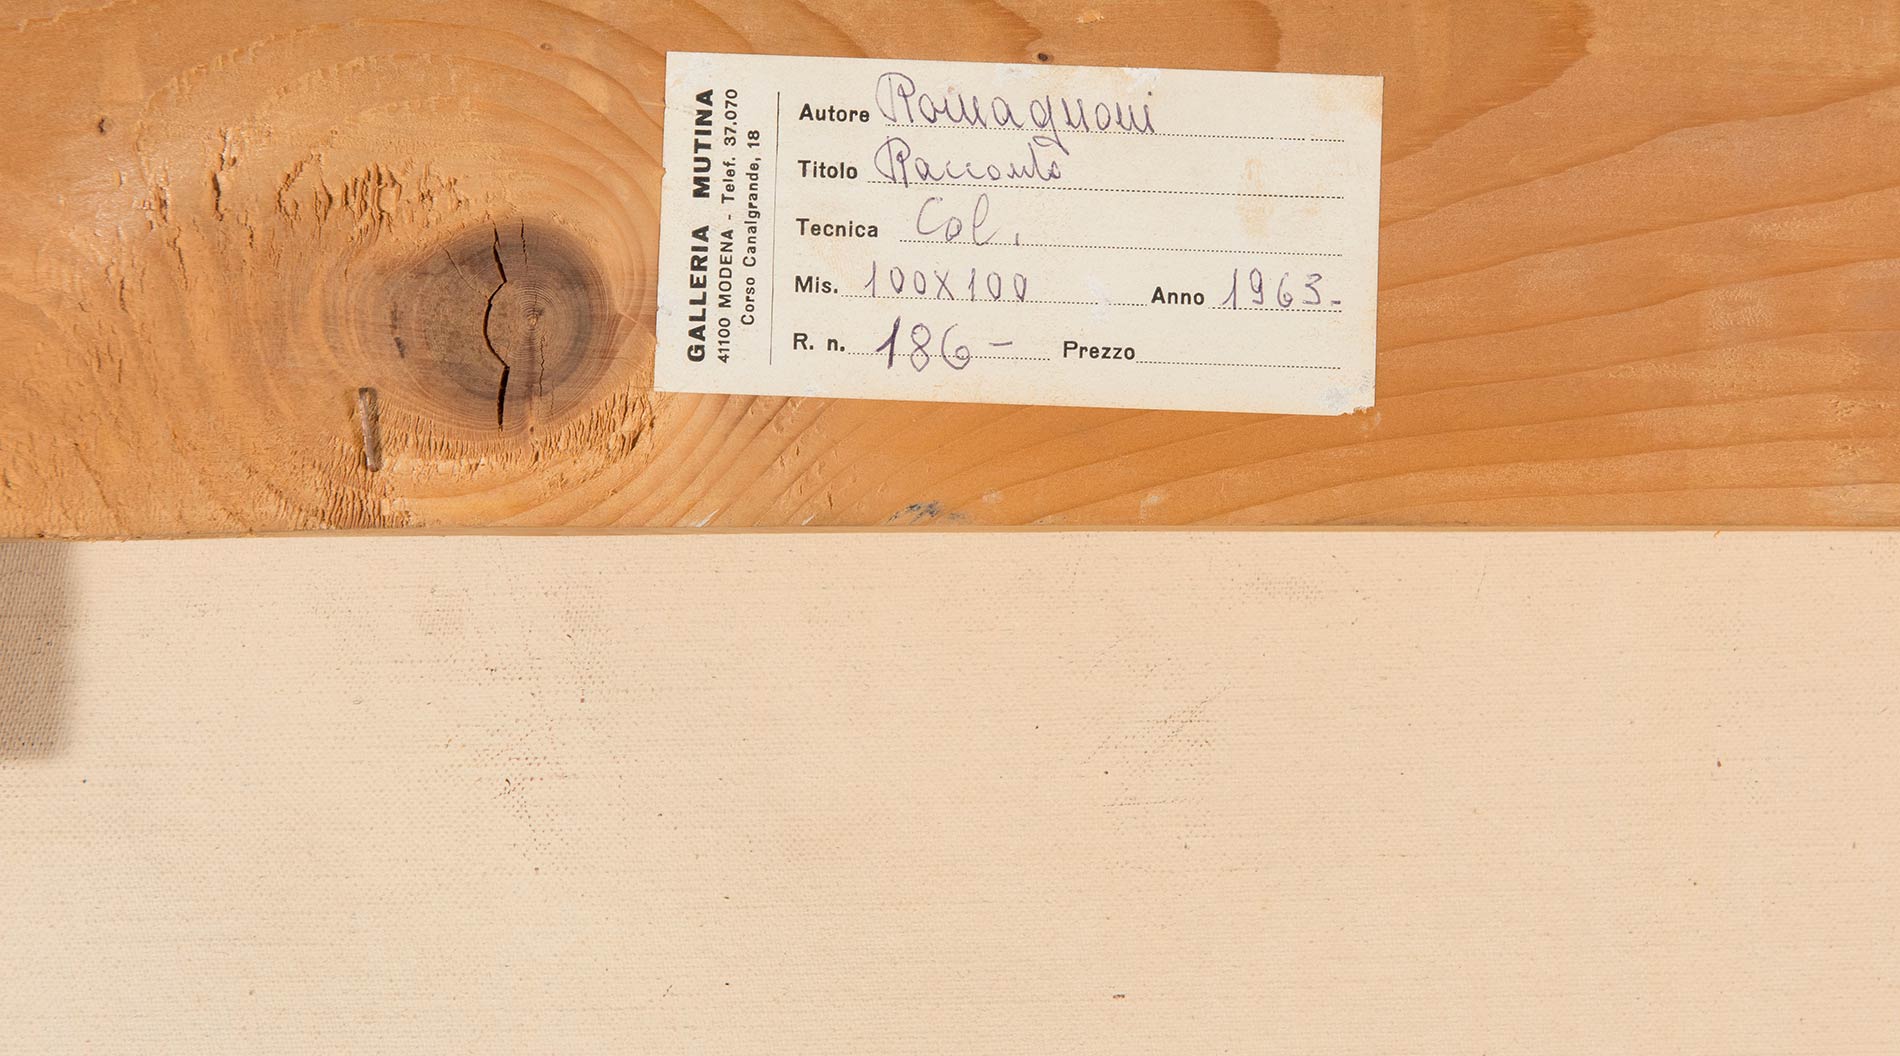 GALLERIA MUTINA
41100 MODENA - Telef. 37.070
Corso Canalgrande, 18
Autore Romagnoni
Titolo Racconto
Tecnica Col.
Mis. 100X100 Anno 1963-
R. n. 186- Prezzo